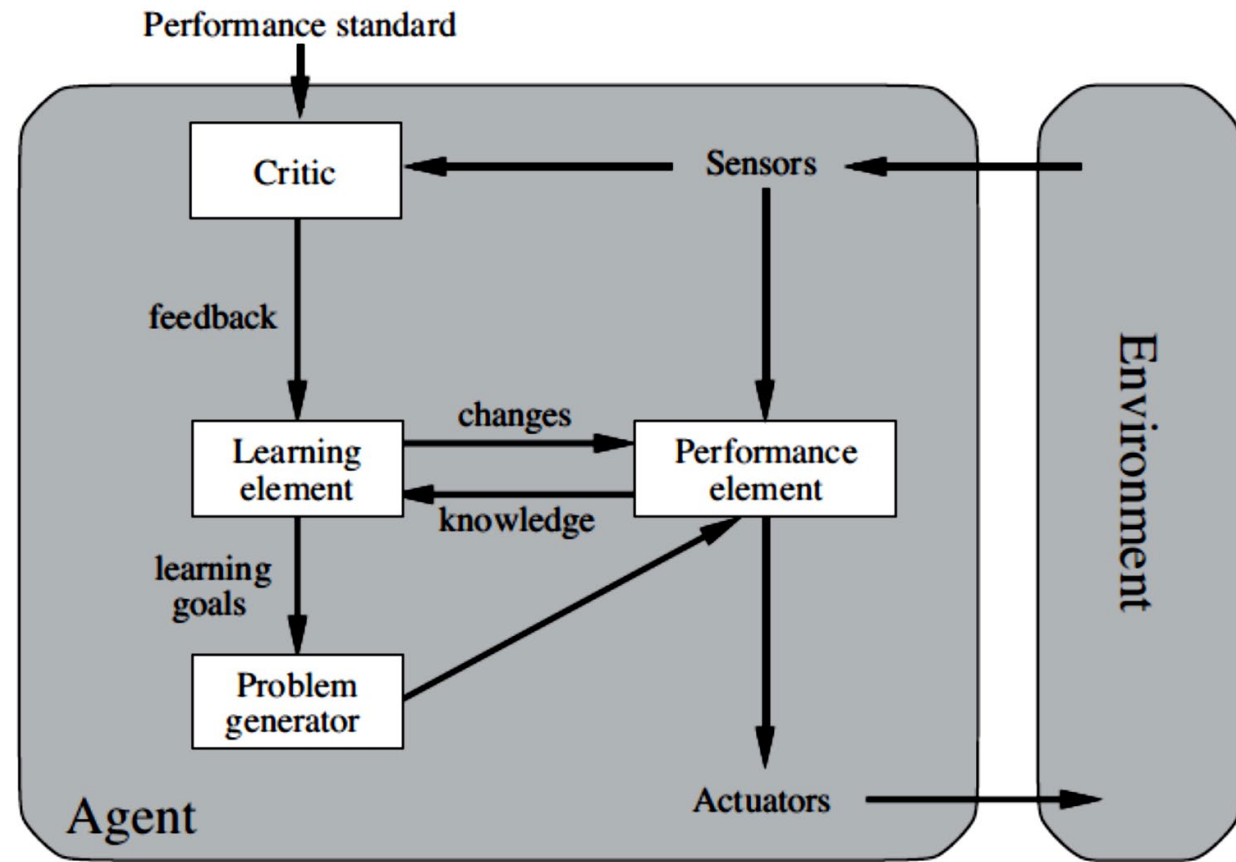 Performance standard
Critic
Sensors
feedback
changes
Learning
element
Performance
element
knowledge
learning
goals
Problem
generator
Environment
Agent
Actuators